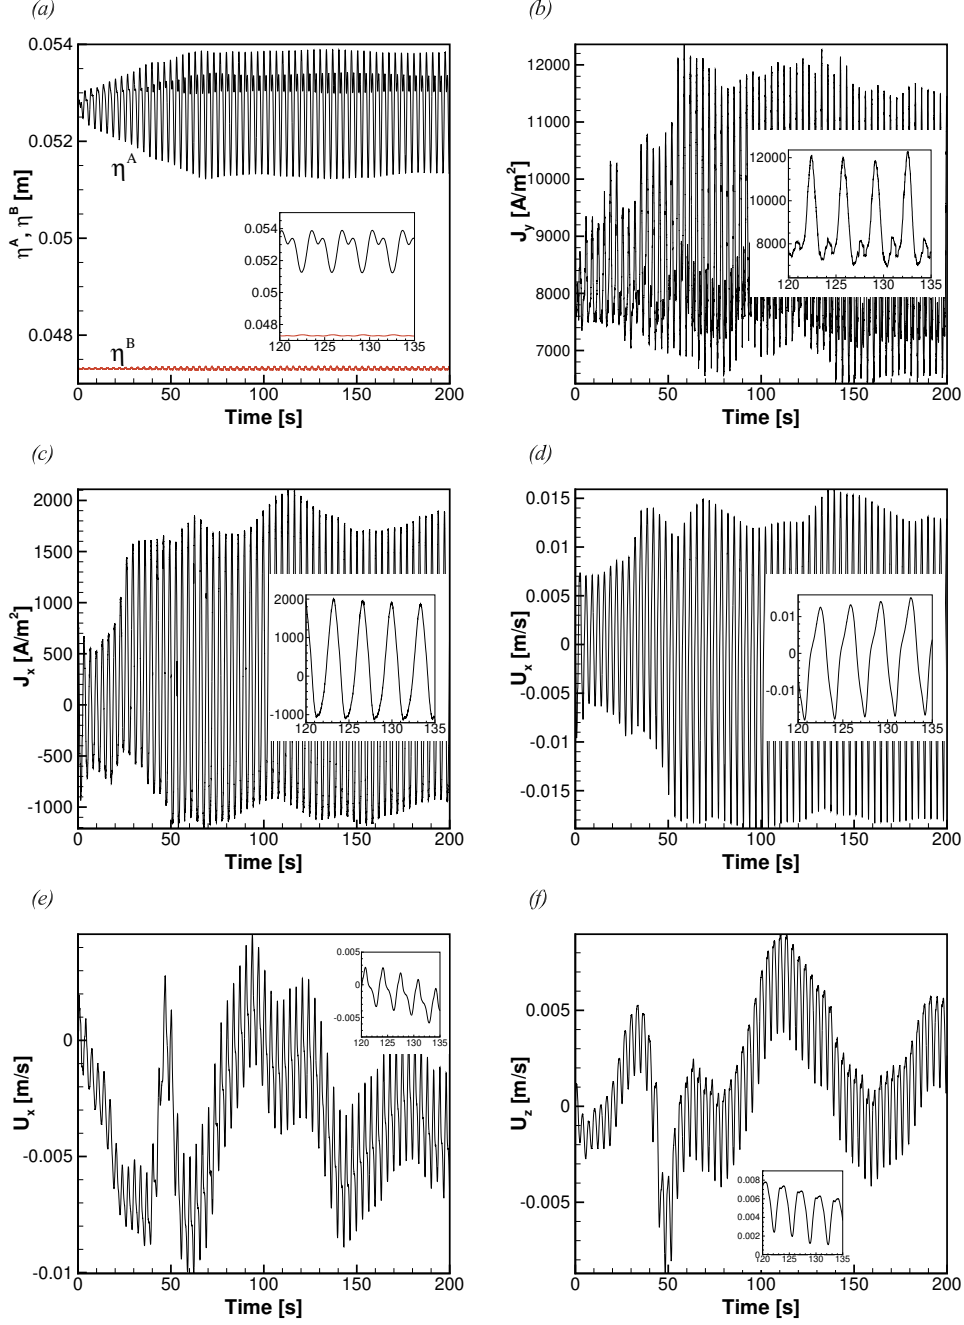 (a)
0.054
0.052
0.05
0.048
η^A, η^B [m]
η^A
η^B
0.054
0.052
0.05
0.048
120 125 130 135
0 50 100 150 200
Time [s]
(b)
12000
11000
10000
9000
8000
7000
J_y [A/m^2]
12000
10000
8000
120 125 130 135
0 50 100 150 200
Time [s]
(c)
2000
1500
1000
500
0
-500
-1000
J_x [A/m^2]
2000
1000
0
-1000
120 125 130 135
0 50 100 150 200
Time [s]
(d)
0.015
0.01
0.005
0
-0.005
-0.01
-0.015
U_x [m/s]
0.01
0
-0.01
120 125 130 135
0 50 100 150 200
Time [s]
(e)
0
-0.005
-0.01
U_x [m/s]
0.005
0
-0.005
120 125 130 135
0 50 100 150 200
Time [s]
(f)
0.005
0
-0.005
U_z [m/s]
0.008
0.006
0.004
0.002
0
120 125 130 135
0 50 100 150 200
Time [s]